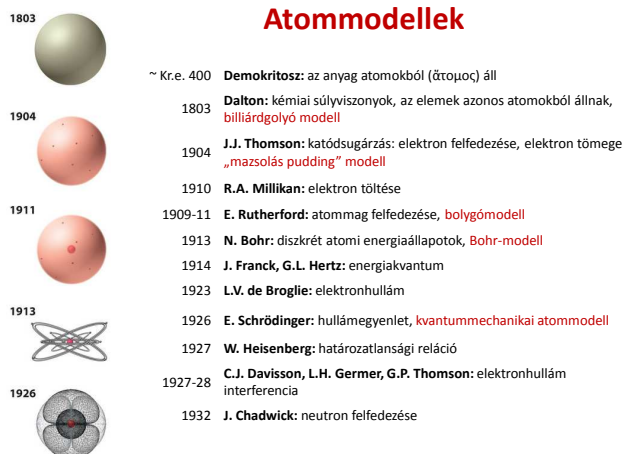 Atommodellek
1803
1904
1911
1913
1926
~ Kr.e. 400 Demokritosz: az anyag atomokból (ἄτομος) áll
1803 Dalton: kémiai súlyviszonyok, az elemek azonos atomokból állnak,
billiárdgolyó modell
1904 J.J. Thomson: katódsugárzás: elektron felfedezése, elektron tömege
„mazsolás pudding” modell
1910 R.A. Millikan: elektron töltése
1909-11 E. Rutherford: atommag felfedezése, bolygómodell
1913 N. Bohr: diszkrét atomi energiaállapotok, Bohr-modell
1914 J. Franck, G.L. Hertz: energiakvantum
1923 L.V. de Broglie: elektronhullám
1926 E. Schrödinger: hullámegyenlet, kvantummechanikai atommodell
1927 W. Heisenberg: határozatlansági reláció
1927-28 C.J. Davisson, L.H. Germer, G.P. Thomson: elektronhullám
interferencia
1932 J. Chadwick: neutron felfedezése